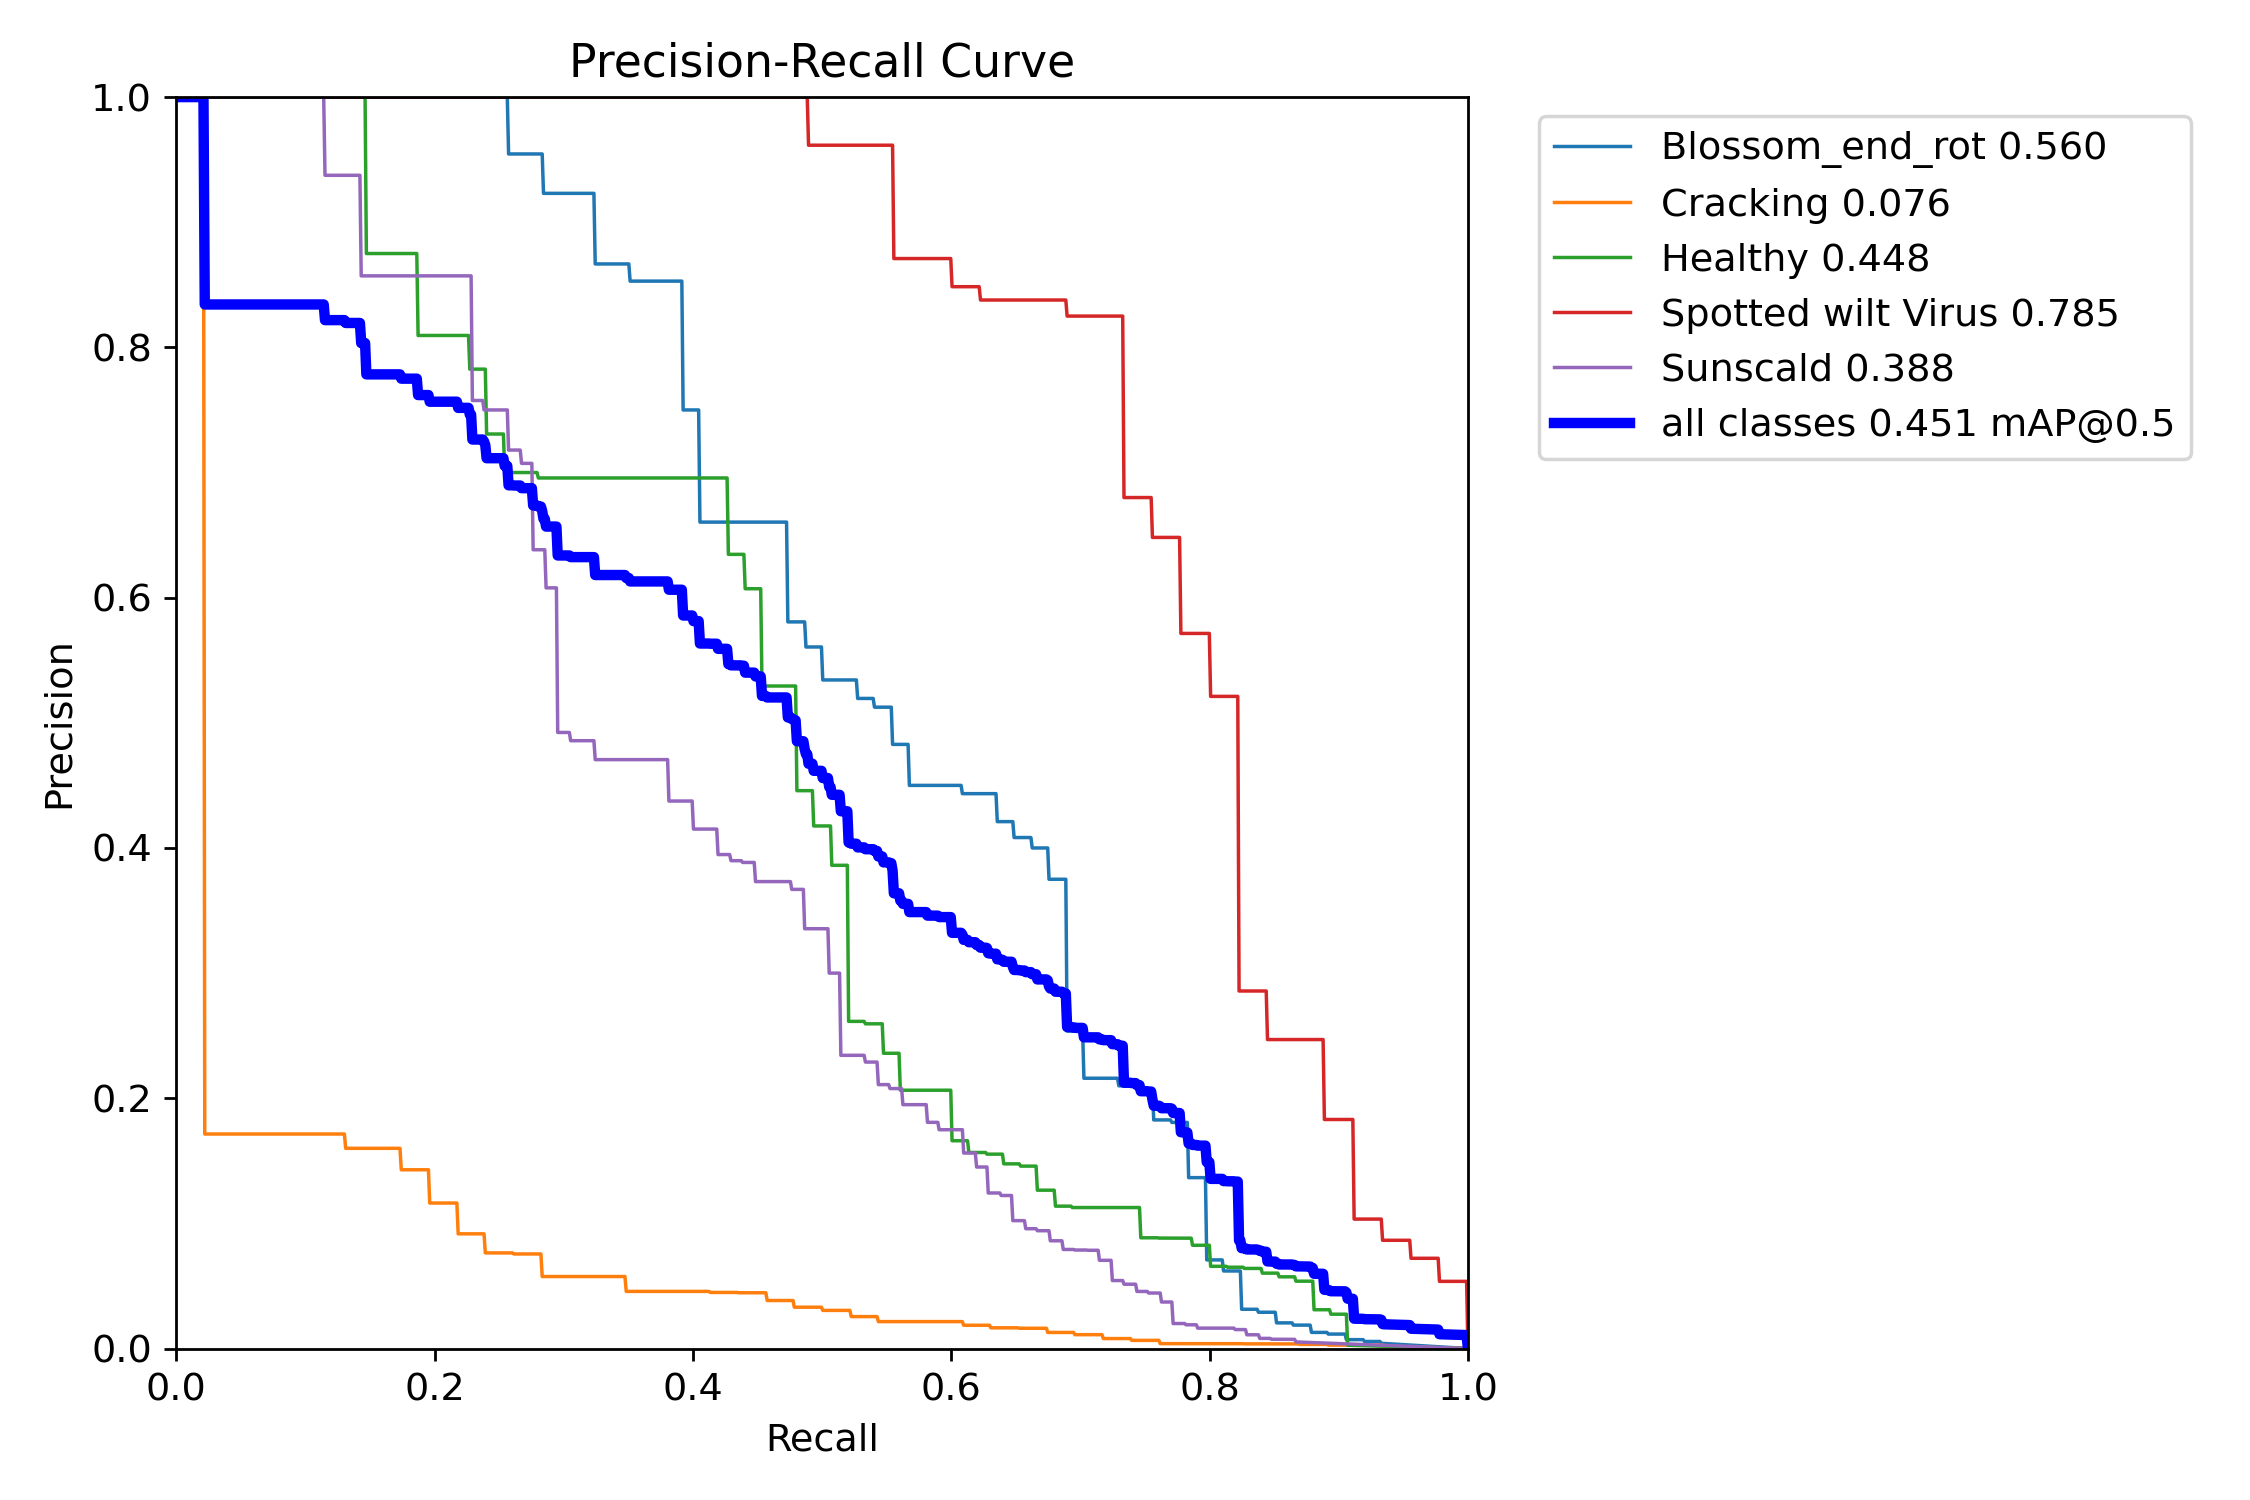 Precision-Recall Curve
1.0
0.8
0.6
0.4
0.2
0.0
Precision
0.0 0.2 0.4 0.6 0.8 1.0
Recall
Blossom_end_rot 0.560
Cracking 0.076
Healthy 0.448
Spotted wilt Virus 0.785
Sunscald 0.388
all classes 0.451 mAP@0.5